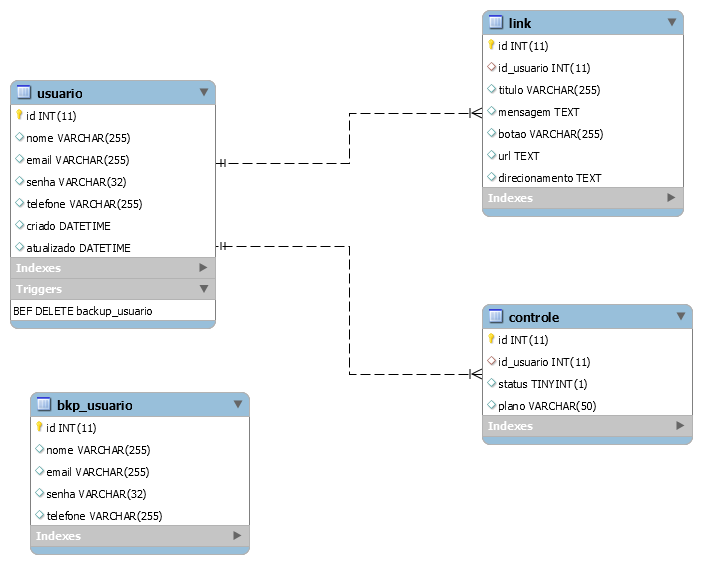 usuario
id INT(11)
nome VARCHAR(255)
email VARCHAR(255)
senha VARCHAR(32)
telefone VARCHAR(255)
criado DATETIME
atualizado DATETIME
Indexes
Triggers
BEF DELETE backup_usuario
link
id INT(11)
id_usuario INT(11)
titulo VARCHAR(255)
mensagem TEXT
botao VARCHAR(255)
url TEXT
direcionamento TEXT
Indexes
controle
id INT(11)
id_usuario INT(11)
status TINYINT(1)
plano VARCHAR(50)
Indexes
bkp_usuario
id INT(11)
nome VARCHAR(255)
email VARCHAR(255)
senha VARCHAR(32)
telefone VARCHAR(255)
Indexes